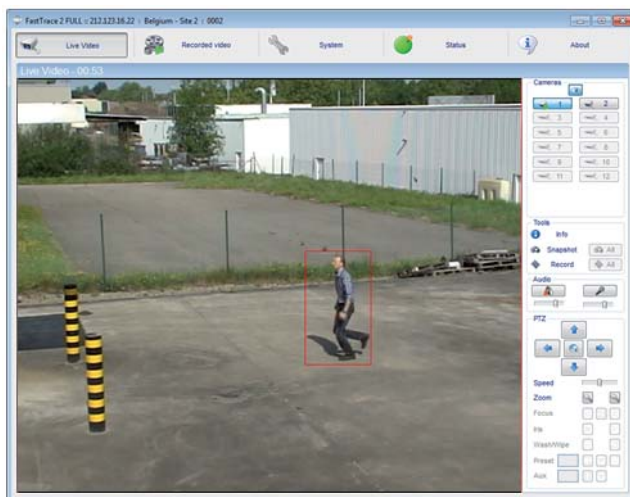 FastTrace 2 FULL :: 212.123.16.22 : Belgium - Site 2 : 0002
Live Video
Recorded video
System
Status
About
Live Video - 00:53
Cameras
1 2
3 4
5 6
7 8
9 10
11 12
Tools
Info
Snapshot All
Record All
Audio
PTZ
Speed
Zoom
Focus
Iris
Wash/Wipe
Preset
Aux